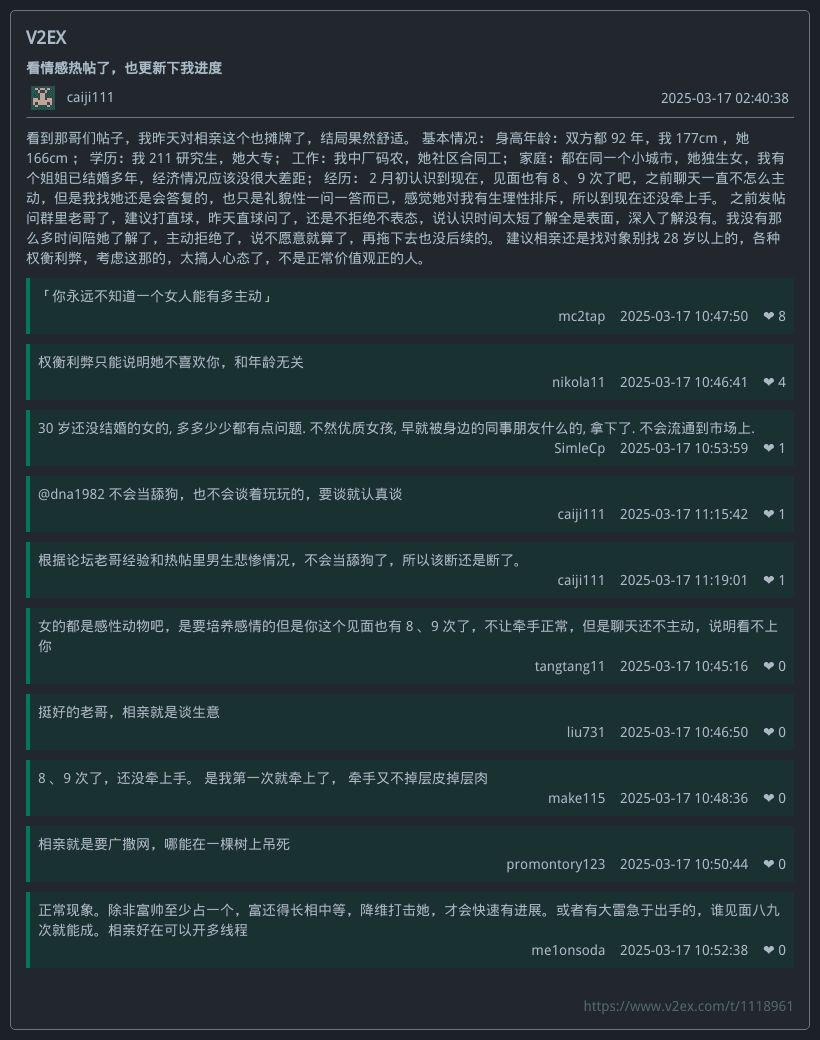 V2EX
看情感热帖了，也更新下我进度
caiji111
2025-03-17 02:40:38
看到那哥们帖子，我昨天对相亲这个也摊牌了，结局果然舒适。 基本情况： 身高年龄：双方都 92 年，我 177cm ，她
166cm ； 学历：我 211 研究生，她大专； 工作：我中厂码农，她社区合同工； 家庭：都在同一个小城市，她独生女，我有
个姐姐已结婚多年，经济情况应该没很大差距； 经历： 2 月初认识到现在，见面也有 8 、9 次了吧，之前聊天一直不怎么主
动，但是我找她还是会答复的，也只是礼貌性一问一答而已，感觉她对我有生理性排斥，所以到现在还没牵上手。 之前发帖
问群里老哥了，建议打直球，昨天直球问了，还是不拒绝不表态，说认识时间太短了解全是表面，深入了解没有。我没有那
么多时间陪她了解了，主动拒绝了，说不愿意就算了，再拖下去也没后续的。 建议相亲还是找对象别找 28 岁以上的，各种
权衡利弊，考虑这那的，太搞人心态了，不是正常价值观正的人。
「你永远不知道一个女人能有多主动」
mc2tap 2025-03-17 10:47:50 ❤ 8
权衡利弊只能说明她不喜欢你，和年龄无关
nikola11 2025-03-17 10:46:41 ❤ 4
30 岁还没结婚的女的, 多多少少都有点问题. 不然优质女孩, 早就被身边的同事朋友什么的, 拿下了. 不会流通到市场上.
SimleCp 2025-03-17 10:53:59 ❤ 1
@dna1982 不会当舔狗，也不会谈着玩玩的，要谈就认真谈
caiji111 2025-03-17 11:15:42 ❤ 1
根据论坛老哥经验和热帖里男生悲惨情况，不会当舔狗了，所以该断还是断了。
caiji111 2025-03-17 11:19:01 ❤ 1
女的都是感性动物吧，是要培养感情的但是你这个见面也有 8 、9 次了，不让牵手正常，但是聊天还不主动，说明看不上
你
tangtang11 2025-03-17 10:45:16 ❤ 0
挺好的老哥，相亲就是谈生意
liu731 2025-03-17 10:46:50 ❤ 0
8 、9 次了，还没牵上手。 是我第一次就牵上了， 牵手又不掉层皮掉层肉
make115 2025-03-17 10:48:36 ❤ 0
相亲就是要广撒网，哪能在一棵树上吊死
promontory123 2025-03-17 10:50:44 ❤ 0
正常现象。除非富帅至少占一个，富还得长相中等，降维打击她，才会快速有进展。或者有大雷急于出手的，谁见面八九
次就能成。相亲好在可以开多线程
me1onsoda 2025-03-17 10:52:38 ❤ 0
https://www.v2ex.com/t/1118961